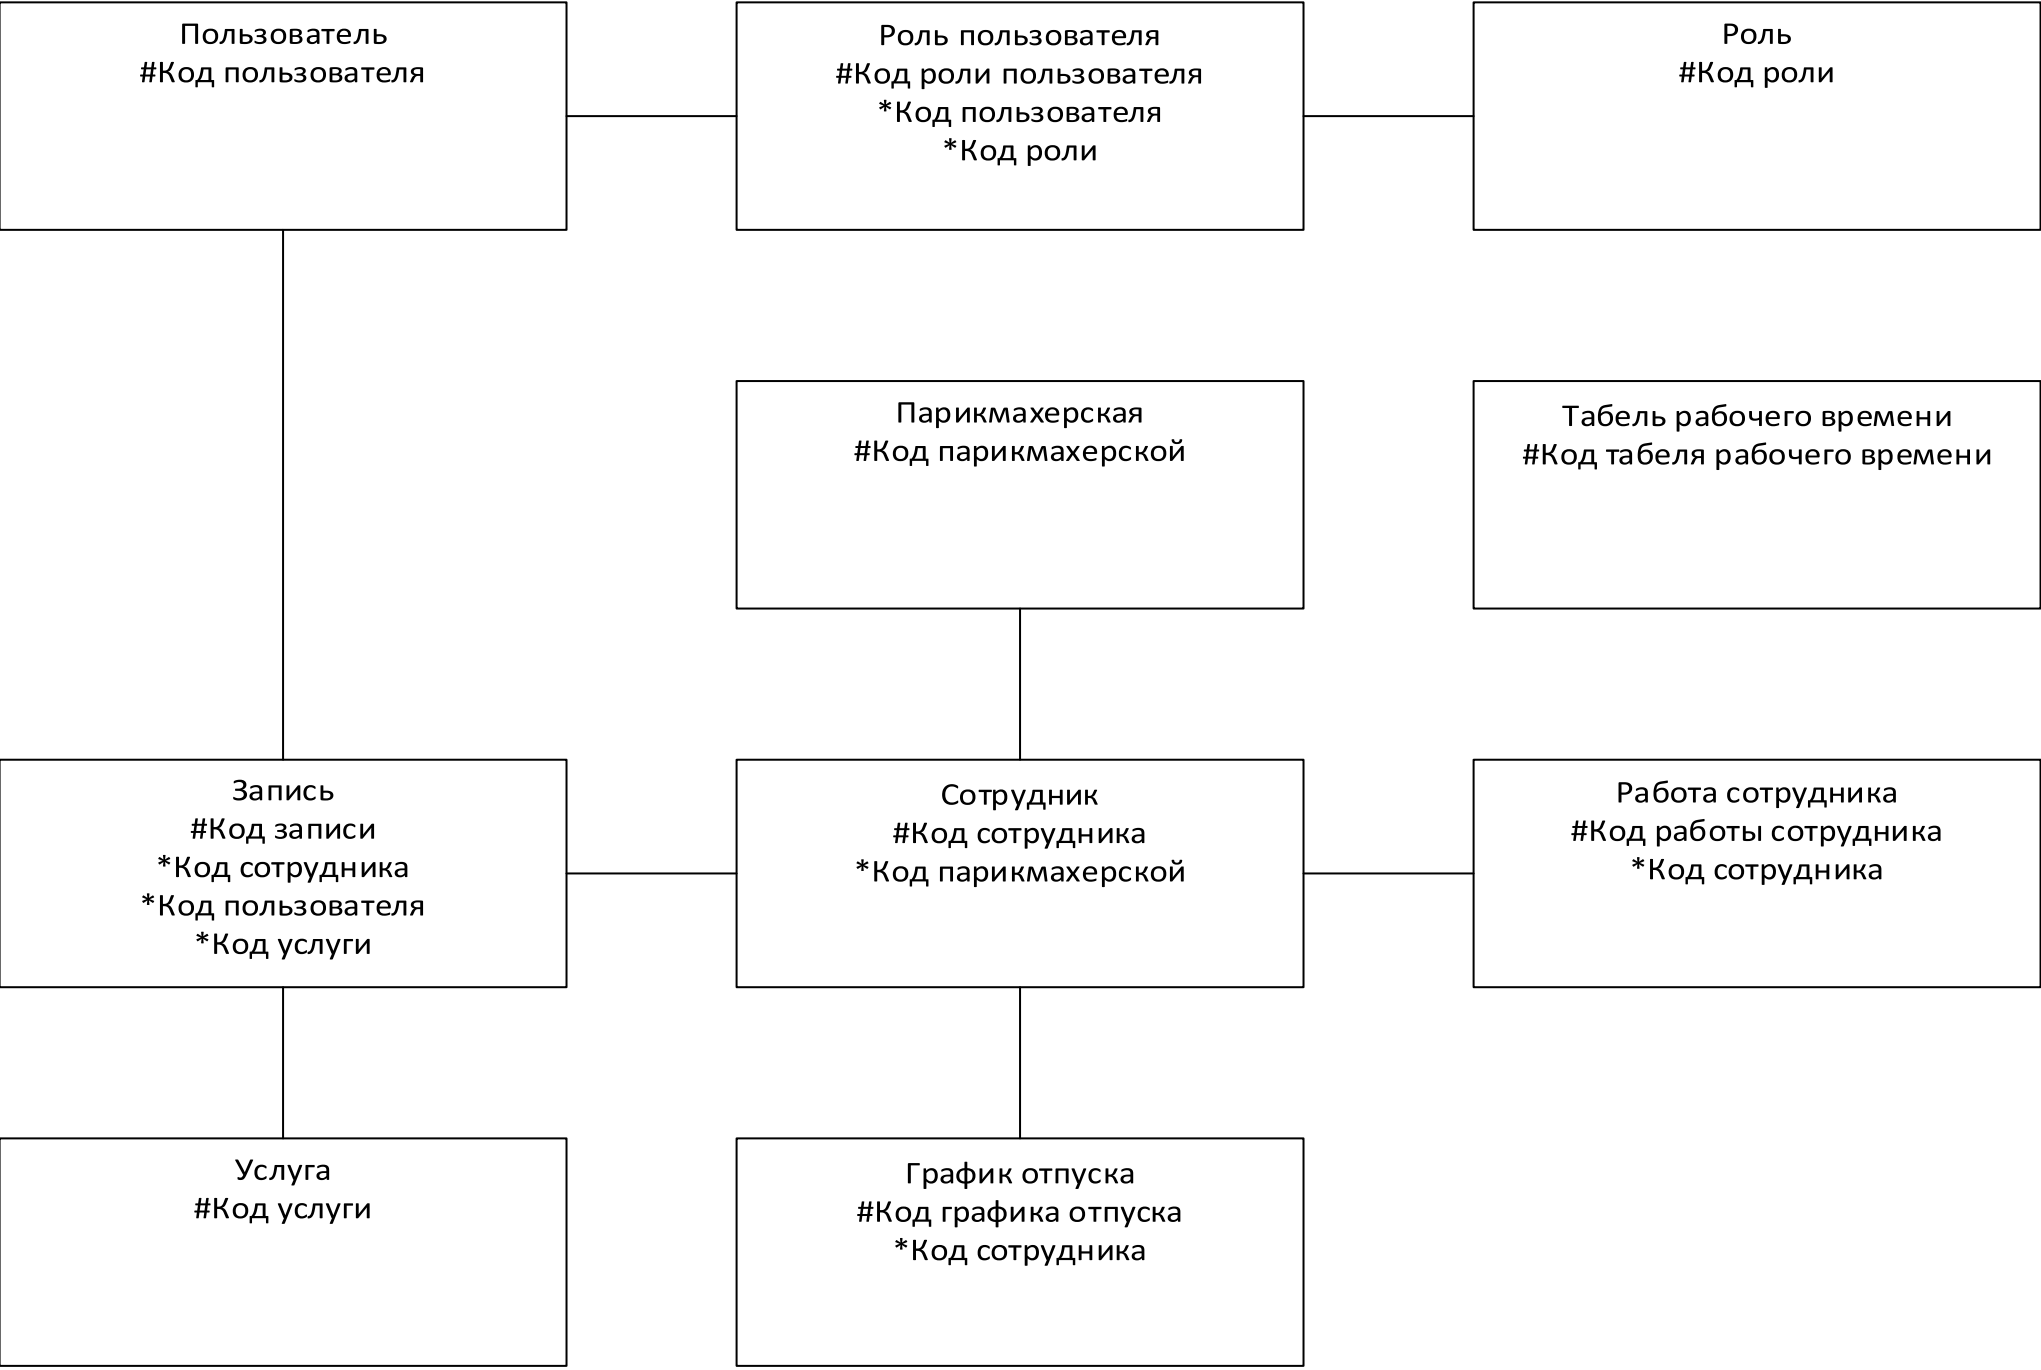 Пользователь
#Код пользователя
Роль пользователя
#Код роли пользователя
*Код пользователя
*Код роли
Роль
#Код роли
Парикмахерская
#Код парикмахерской
Табель рабочего времени
#Код табеля рабочего времени
Запись
#Код записи
*Код сотрудника
*Код пользователя
*Код услуги
Сотрудник
#Код сотрудника
*Код парикмахерской
Работа сотрудника
#Код работы сотрудника
*Код сотрудника
Услуга
#Код услуги
График отпуска
#Код графика отпуска
*Код сотрудника